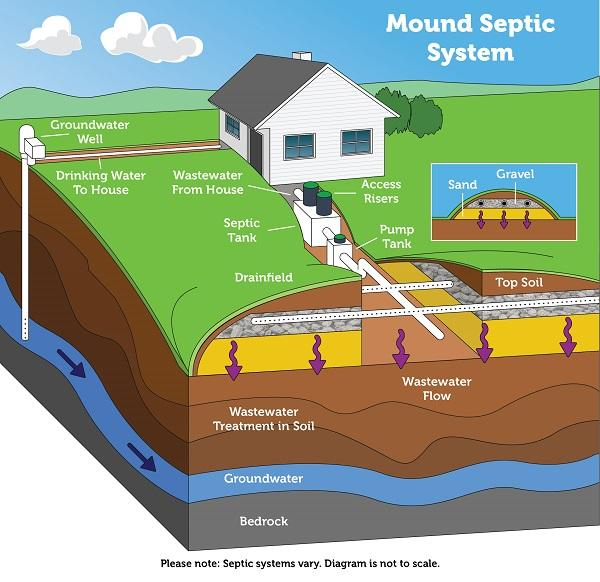 Mound Septic
System
Groundwater
Well
Drinking Water
To House
Wastewater
From House
Access
Risers
Septic
Tank
Pump
Tank
Gravel
Sand
Drainfield
Top Soil
Wastewater
Flow
Wastewater
Treatment in Soil
Groundwater
Bedrock
Please note: Septic systems vary. Diagram is not to scale.